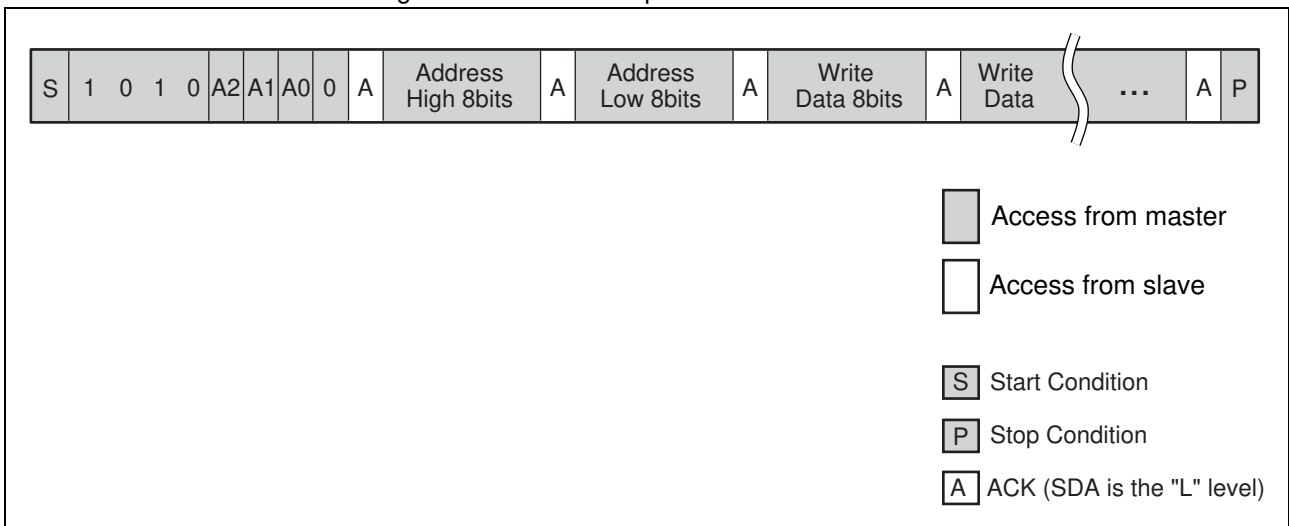 S 1 0 1 0 A2 A1 A0 0 A Address High 8bits A Address Low 8bits A Write Data 8bits A Write Data ... A P
Access from master
Access from slave
S Start Condition
P Stop Condition
A ACK (SDA is the "L" level)